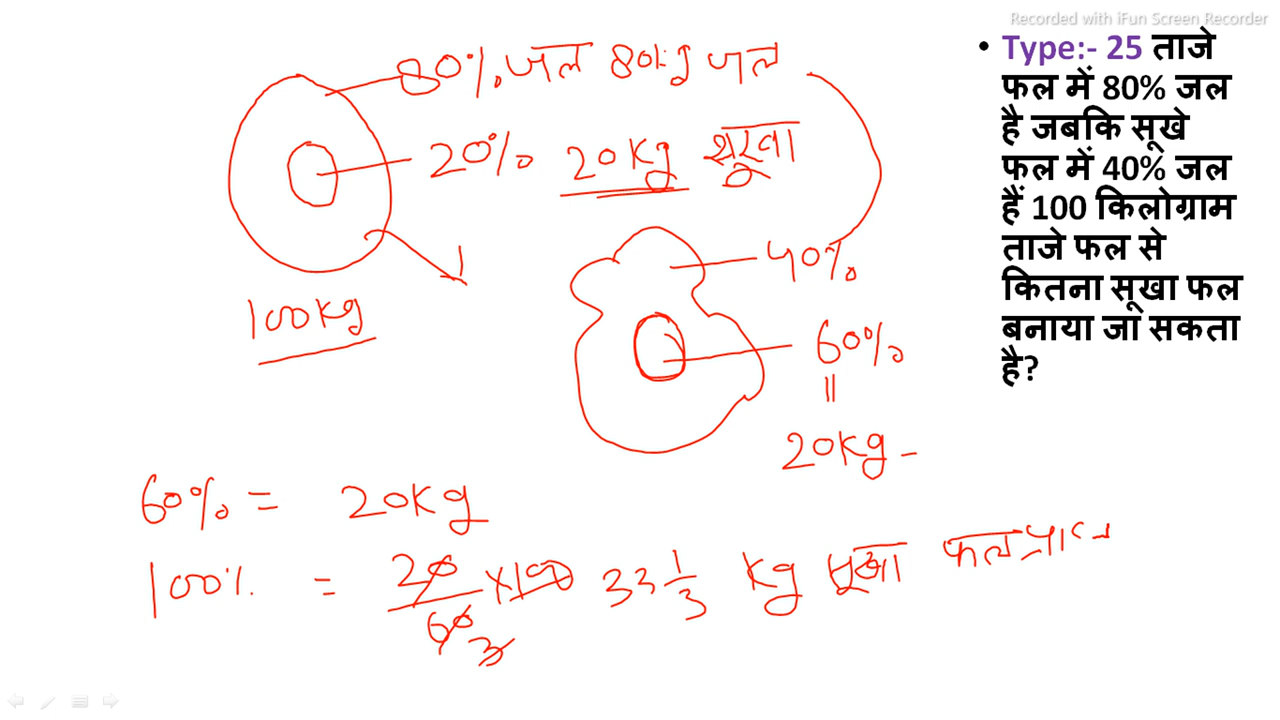 Recorded with iFun Screen Recorder
• Type:- 25 ताजे
फल में 80% जल
है जबकि सूखे
फल में 40% जल
हैं 100 किलोग्राम
ताजे फल से
कितना सूखा फल
बनाया जा सकता
है?
80% जल 80kg जल
20% 20kg सूखा
100kg
40%
60%
॥
20kg -
60% = 20kg
100% = 20/60 × 100 33 1/3 kg सूखा फल
3